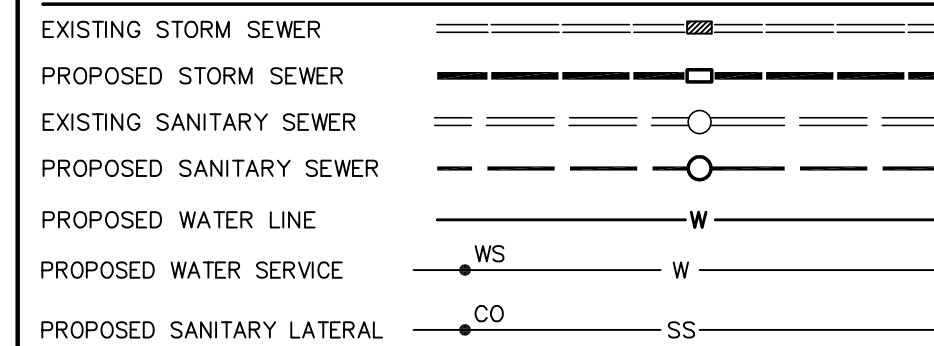 EXISTING STORM SEWER
PROPOSED STORM SEWER
EXISTING SANITARY SEWER
PROPOSED SANITARY SEWER
PROPOSED WATER LINE W
PROPOSED WATER SERVICE WS W
PROPOSED SANITARY LATERAL CO SS